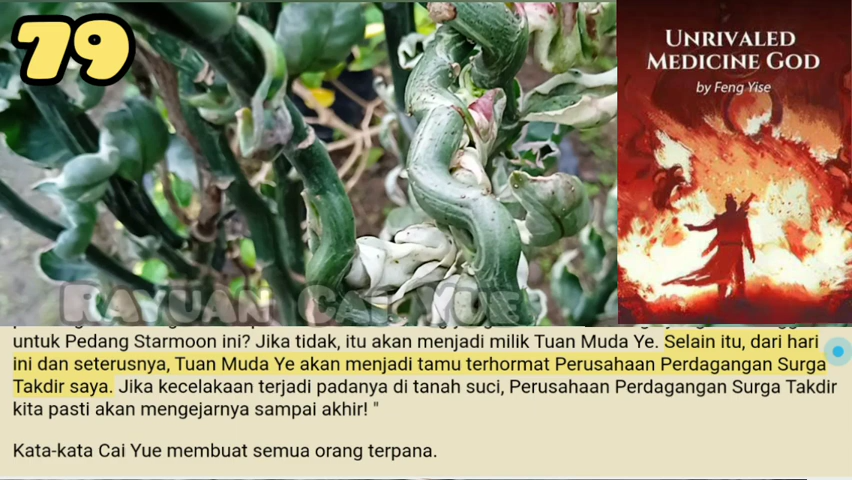 79
UNRIVALED
MEDICINE GOD
by Feng Yise
RAYUAN CAI YUE
untuk Pedang Starmoon ini? Jika tidak, itu akan menjadi milik Tuan Muda Ye. Selain itu, dari hari
ini dan seterusnya, Tuan Muda Ye akan menjadi tamu terhormat Perusahaan Perdagangan Surga
Takdir saya. Jika kecelakaan terjadi padanya di tanah suci, Perusahaan Perdagangan Surga Takdir
kita pasti akan mengejarnya sampai akhir! "
Kata-kata Cai Yue membuat semua orang terpana.